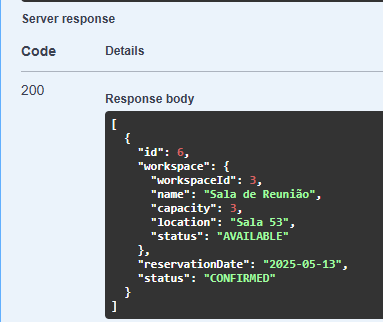 Server response
Code Details
200
Response body
[
  {
    "id": 6,
    "workspace": {
      "workspaceId": 3,
      "name": "Sala de Reunião",
      "capacity": 3,
      "location": "Sala 53",
      "status": "AVAILABLE"
    },
    "reservationDate": "2025-05-13",
    "status": "CONFIRMED"
  }
]